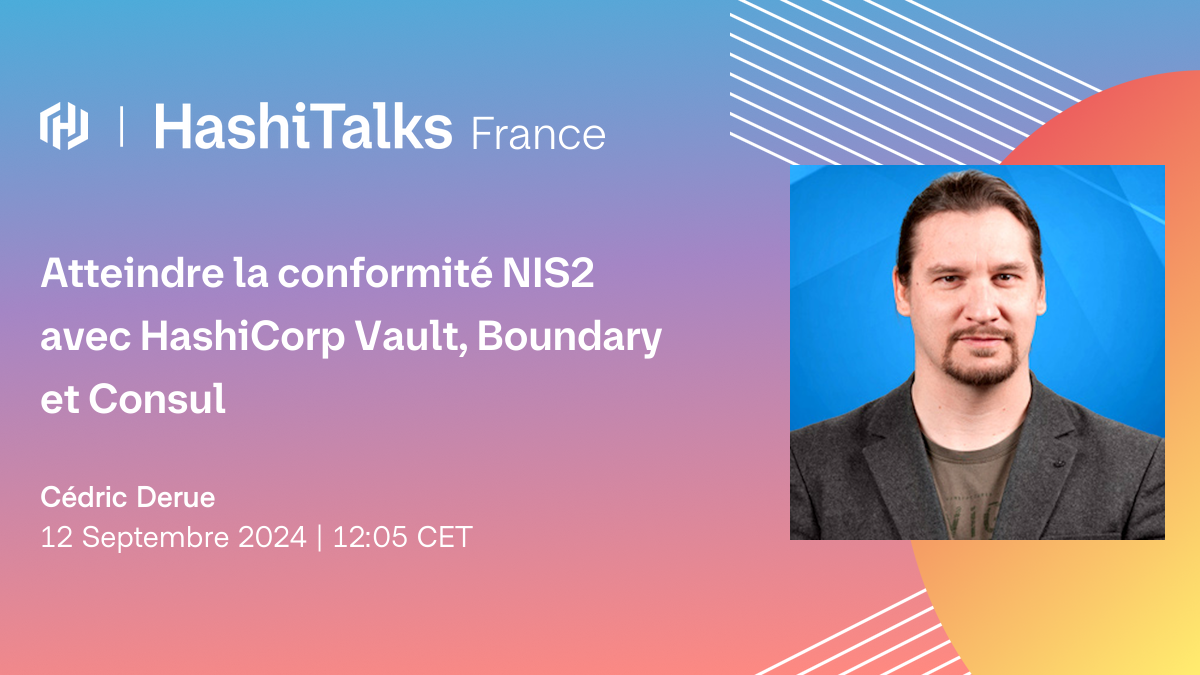 HashiTalks France
Atteindre la conformité NIS2
avec HashiCorp Vault, Boundary
et Consul
Cédric Derue
12 Septembre 2024 | 12:05 CET